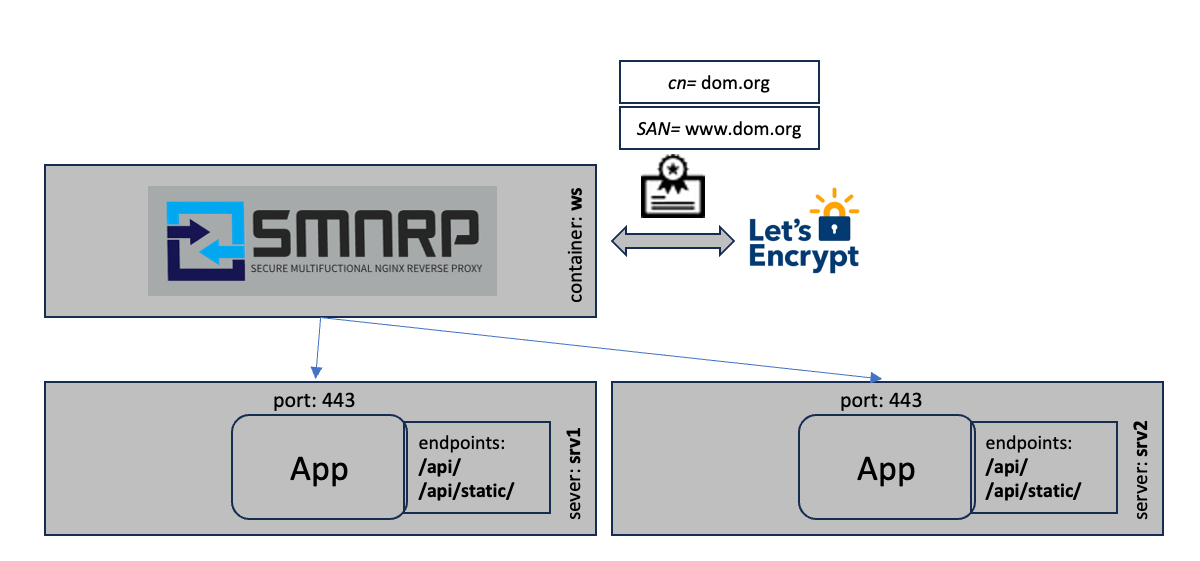 cn= dom.org
SAN= www.dom.org
SMNRP
SECURE MULTIFUCTIONAL NGINX REVERSE PROXY
container: ws
Let's
Encrypt
port: 443
App
endpoints:
/api/
/api/static/
sever: srv1
port: 443
App
endpoints:
/api/
/api/static/
server: srv2